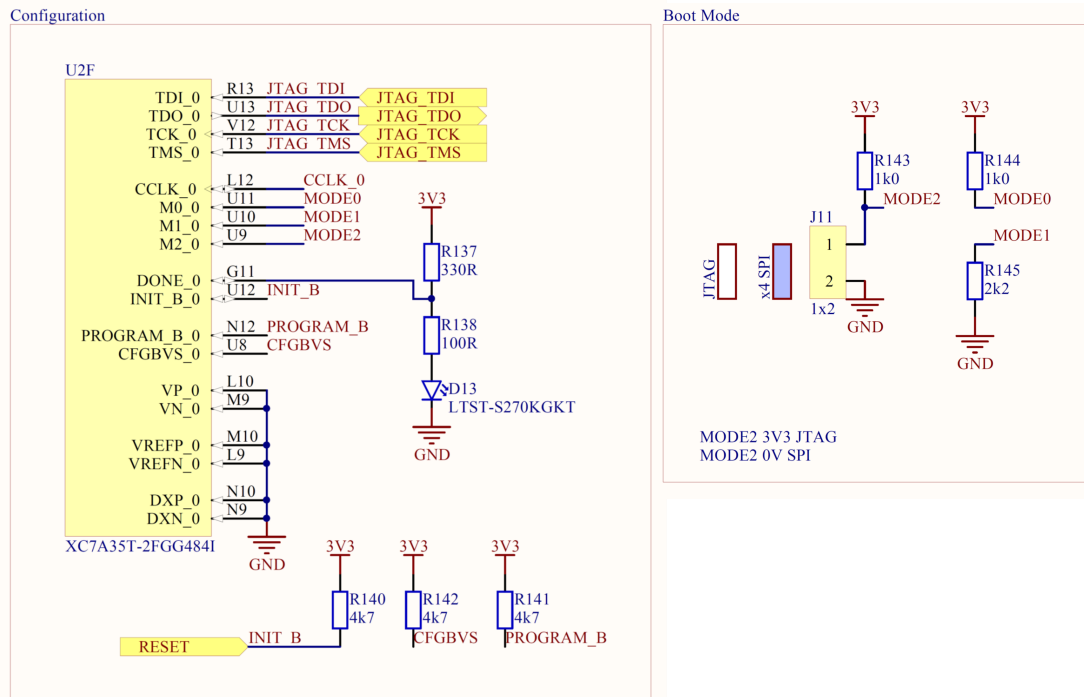 Configuration
Boot Mode
U2F
TDI_0 R13 JTAG_TDI JTAG_TDI
TDO_0 U13 JTAG_TDO JTAG_TDO
TCK_0 V12 JTAG_TCK JTAG_TCK
TMS_0 T13 JTAG_TMS JTAG_TMS
CCLK_0 L12 CCLK_0
M0_0 U11 MODE0
M1_0 U10 MODE1
M2_0 U9 MODE2
DONE_0 G11
INIT_B_0 U12 INIT_B
PROGRAM_B_0 N12 PROGRAM_B
CFGBVS_0 U8 CFGBVS
VP_0 L10
VN_0 M9
VREFP_0 M10
VREFN_0 L9
DXP_0 N10
DXN_0 N9
XC7A35T-2FGG484I
GND
3V3
R137
330R
R138
100R
D13
LTST-S270KGKT
GND
3V3
R140
4k7
3V3
R142
4k7
3V3
R141
4k7
RESET
INIT_B
CFGBVS
PROGRAM_B
3V3
R143
1k0
MODE2
3V3
R144
1k0
MODE0
MODE1
R145
2k2
GND
J11
1
2
1x2
GND
JTAG
x4 SPI
MODE2 3V3 JTAG
MODE2 0V SPI